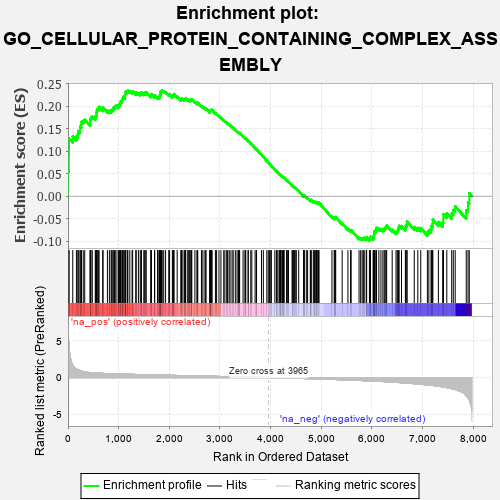 Enrichment plot:
GO_CELLULAR_PROTEIN_CONTAINING_COMPLEX_ASS
EMBLY
Enrichment score (ES)
0.25
0.20
0.15
0.10
0.05
0.00
-0.05
-0.10
'na_pos' (positively correlated)
Ranked list metric (PreRanked)
5
0
-5
Zero cross at 3965
'na_neg' (negatively correlated)
0
1,000
2,000
3,000
4,000
5,000
6,000
7,000
8,000
Rank in Ordered Dataset
Enrichment profile
Hits
Ranking metric scores